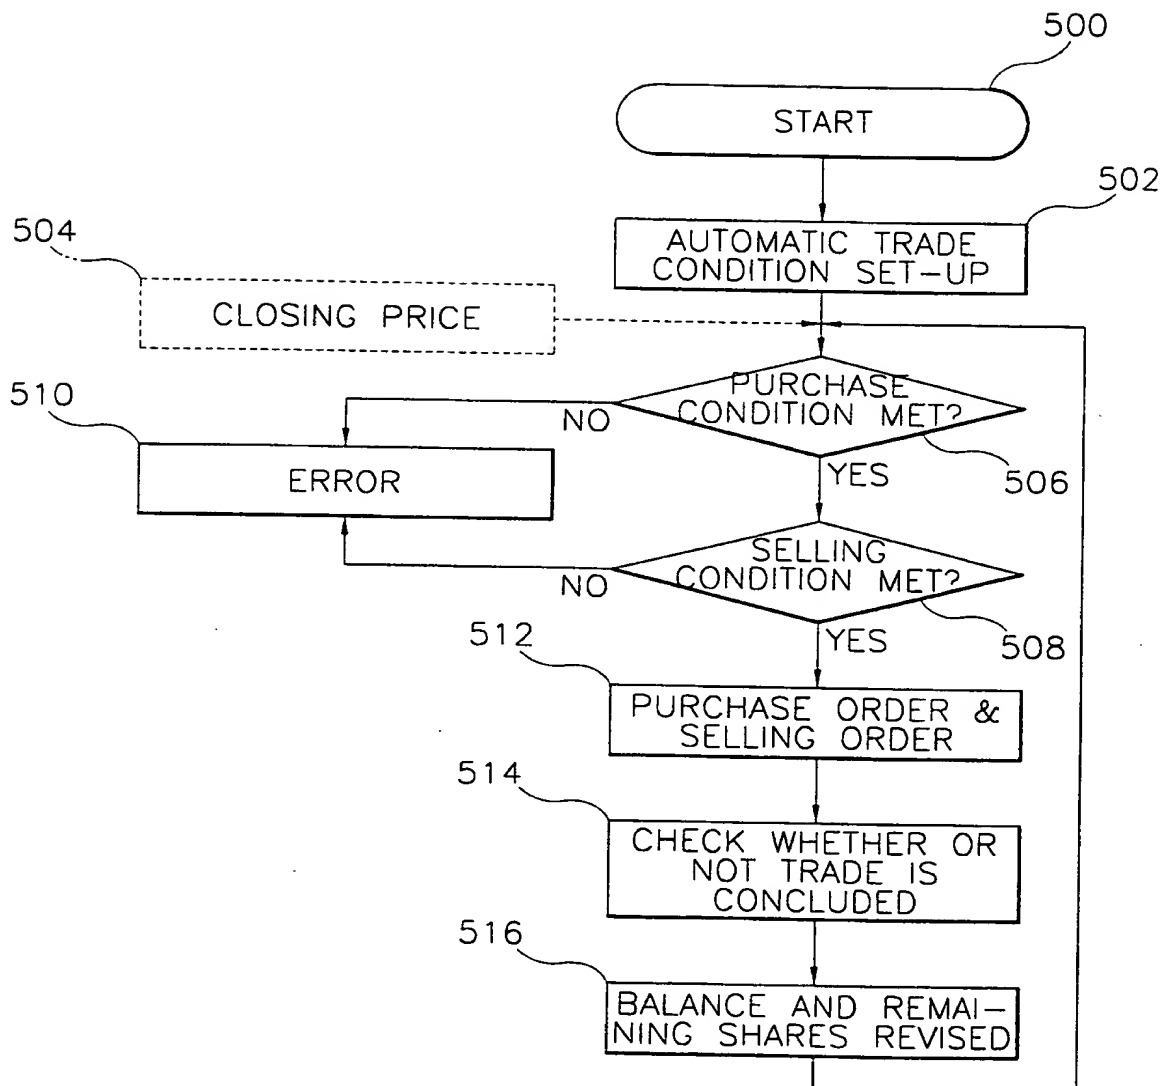 500
START
502
AUTOMATIC TRADE
CONDITION SET-UP
504
CLOSING PRICE
PURCHASE
CONDITION MET?
506
NO
YES
510
ERROR
SELLING
CONDITION MET?
508
NO
YES
512
PURCHASE ORDER &
SELLING ORDER
514
CHECK WHETHER OR
NOT TRADE IS
CONCLUDED
516
BALANCE AND REMAI-
NING SHARES REVISED